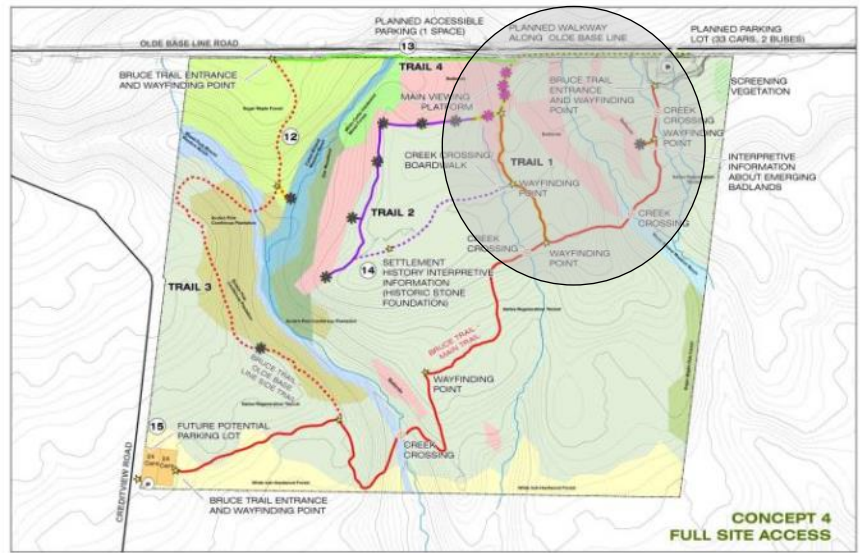 PLANNED ACCESSIBLE
PARKING (1 SPACE)
PLANNED WALKWAY
ALONG OLDE BASE LINE
PLANNED PARKING
LOT (33 CARS, 2 BUSES)
OLDE BASE LINE ROAD
13
BRUCE TRAIL ENTRANCE
AND WAYFINDING POINT
TRAIL 4
MAIN VIEWING
PLATFORM
BRUCE TRAIL
ENTRANCE
AND WAYFINDING
POINT
P
SCREENING
VEGETATION
CREEK
CROSSING
WAYFINDING
POINT
Sugar Maple Forest
12
CREEK CROSSING
BOARDWALK
TRAIL 1
WAYFINDING
POINT
INTERPRETIVE
INFORMATION
ABOUT EMERGING
BADLANDS
TRAIL 2
CREEK
CROSSING
CREEK
CROSSING
WAYFINDING
POINT
14
SETTLEMENT
HISTORY INTERPRETIVE
INFORMATION
(HISTORIC STONE
FOUNDATION)
TRAIL 3
BRUCE TRAIL
MAIN TRAIL
BRUCE TRAIL
OLDE BASE
LINE SIDE TRAIL
WAYFINDING
POINT
15
FUTURE POTENTIAL
PARKING LOT
CREEK
CROSSING
P
CREDITVIEW ROAD
BRUCE TRAIL ENTRANCE
AND WAYFINDING POINT
CONCEPT 4
FULL SITE ACCESS